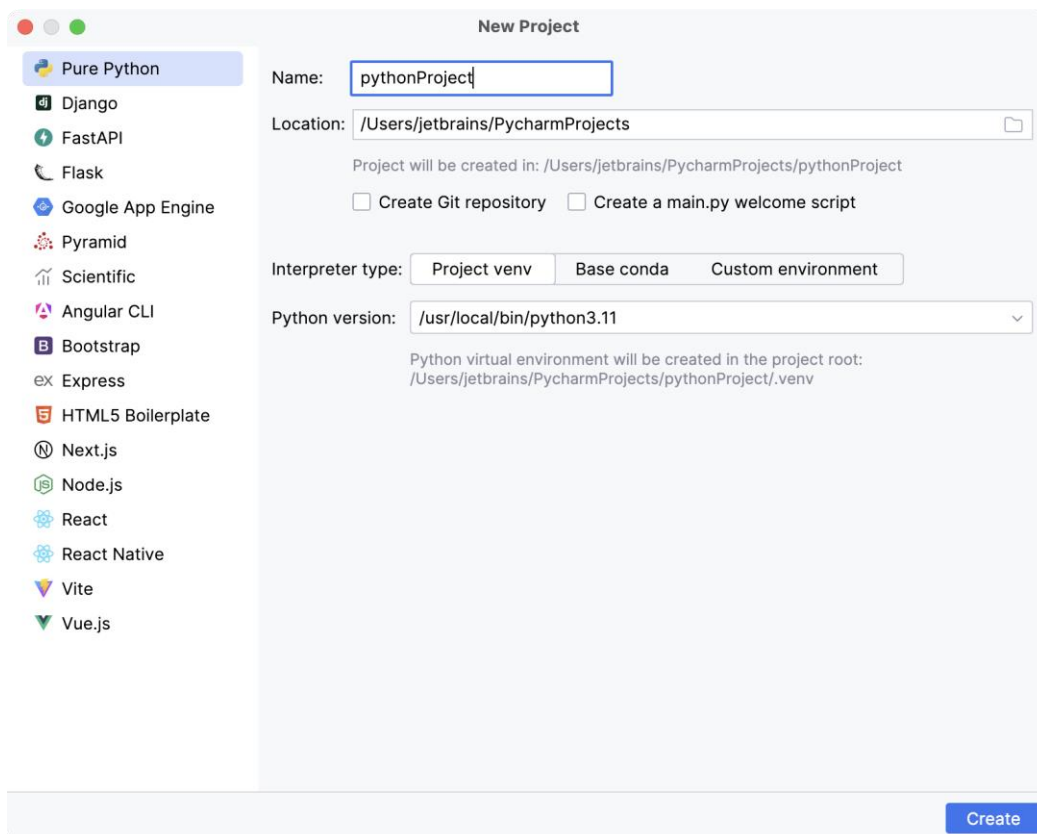 New Project
Pure Python
Django
FastAPI
Flask
Google App Engine
Pyramid
Scientific
Angular CLI
Bootstrap
Express
HTML5 Boilerplate
Next.js
Node.js
React
React Native
Vite
Vue.js
Name: pythonProject
Location: /Users/jetbrains/PycharmProjects
Project will be created in: /Users/jetbrains/PycharmProjects/pythonProject
Create Git repository Create a main.py welcome script
Interpreter type: Project venv Base conda Custom environment
Python version: /usr/local/bin/python3.11
Python virtual environment will be created in the project root:
/Users/jetbrains/PycharmProjects/pythonProject/.venv
Create